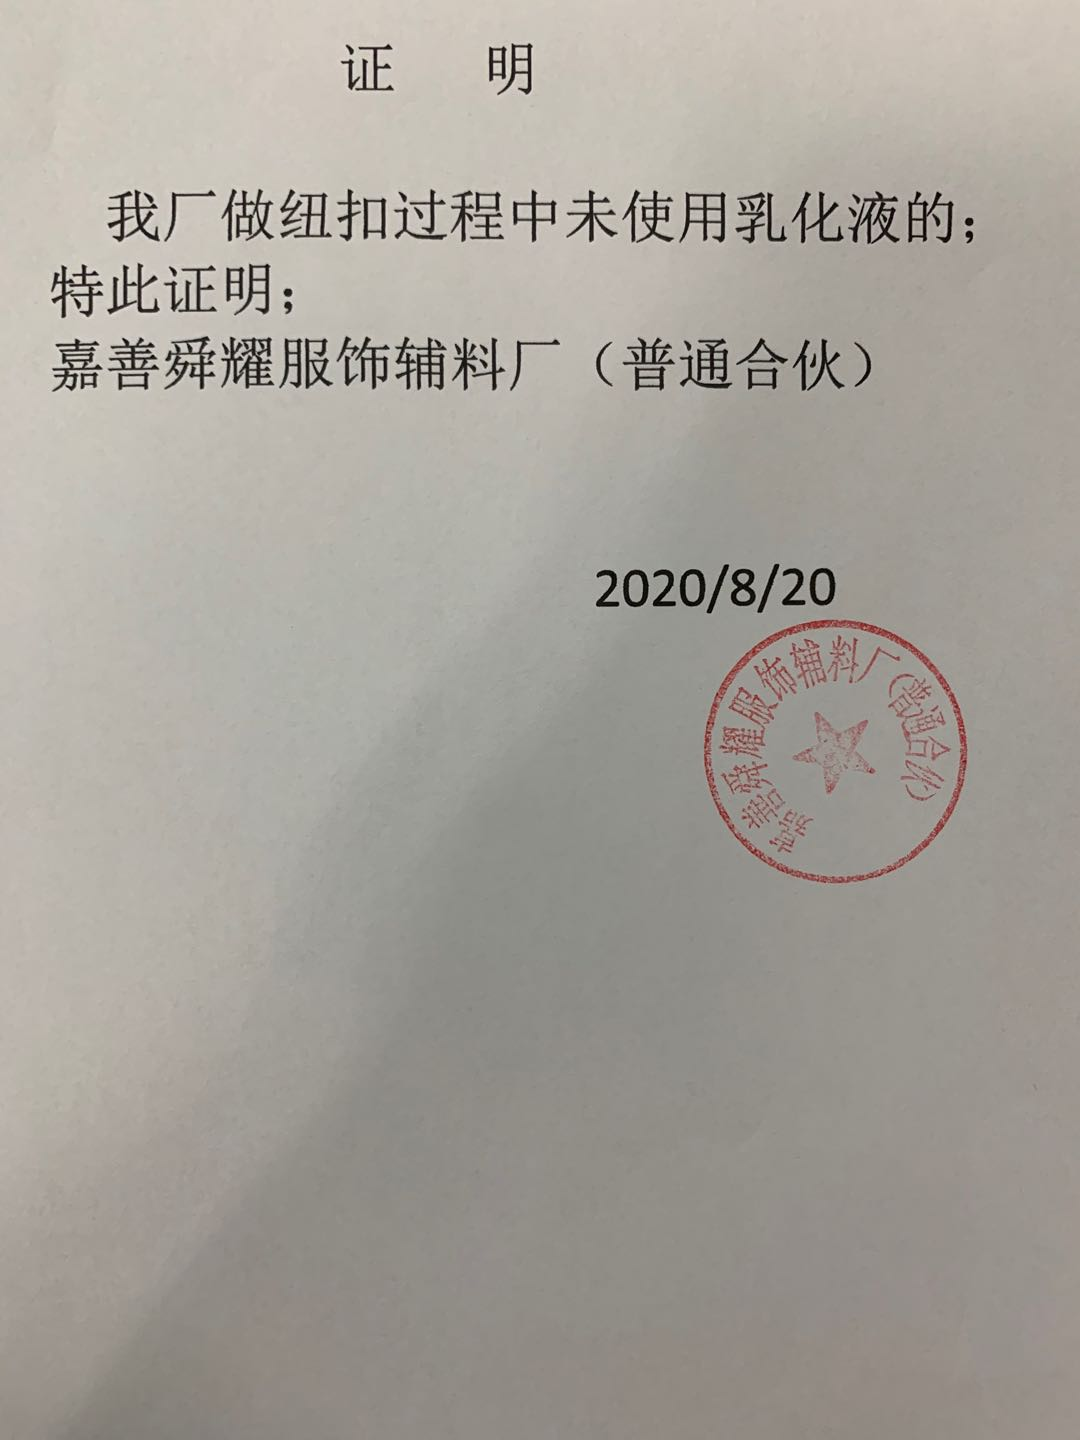 证 明
我厂做纽扣过程中未使用乳化液的；
特此证明；
嘉善舜耀服饰辅料厂（普通合伙）
2020/8/20
嘉善舜耀服饰辅料厂(普通合伙)